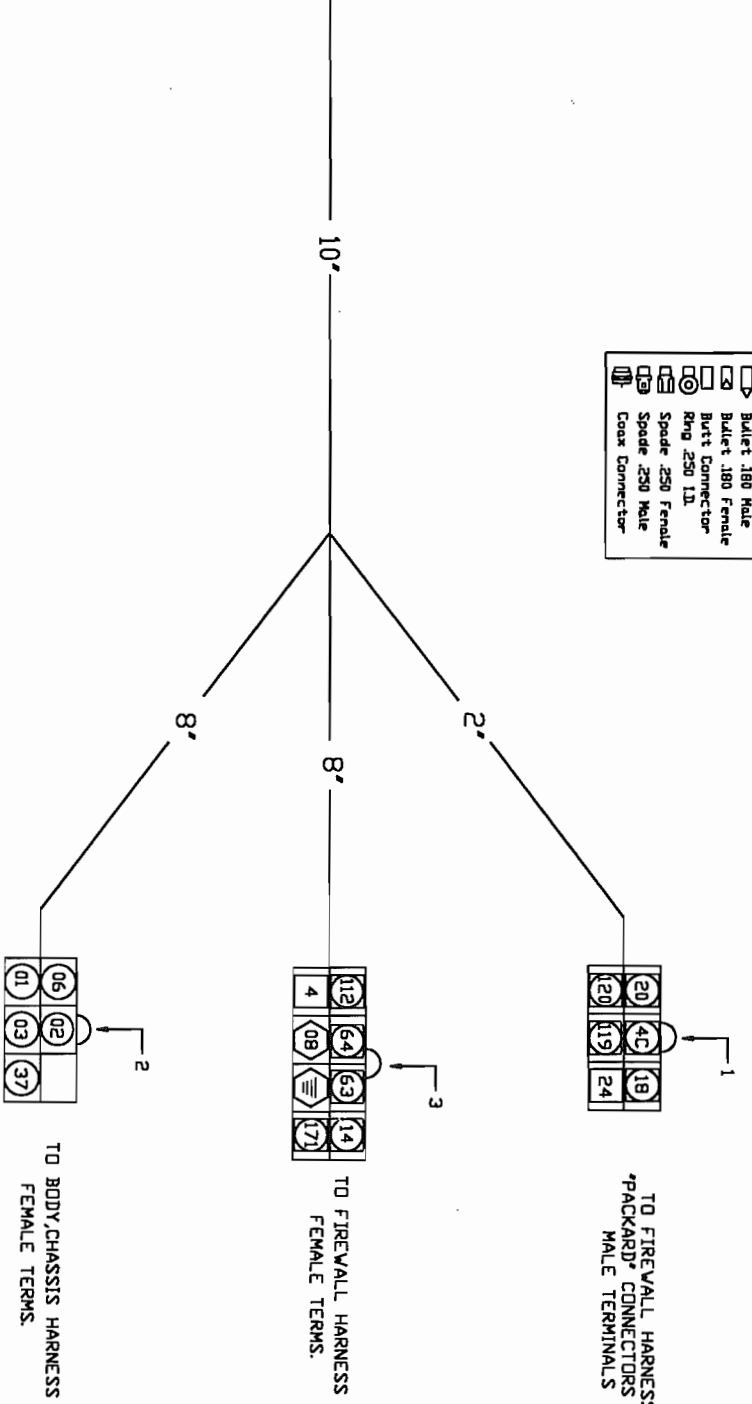 Bullet .180 Male
Bullet .180 Female
Butt Connector
Ring .250 I.D.
Spade .250 Female
Spade .250 Male
Coax Connector
10"
2"
8"
8"
1
20 4C 18
120 119 24
TO FIREWALL HARNESS
"PACKARD" CONNECTORS
MALE TERMINALS
3
112 64 63 14
4 08 171
TO FIREWALL HARNESS
FEMALE TERMS.
2
06 02
01 03 37
TO BODY,CHASSIS HARNESS
FEMALE TERMS.